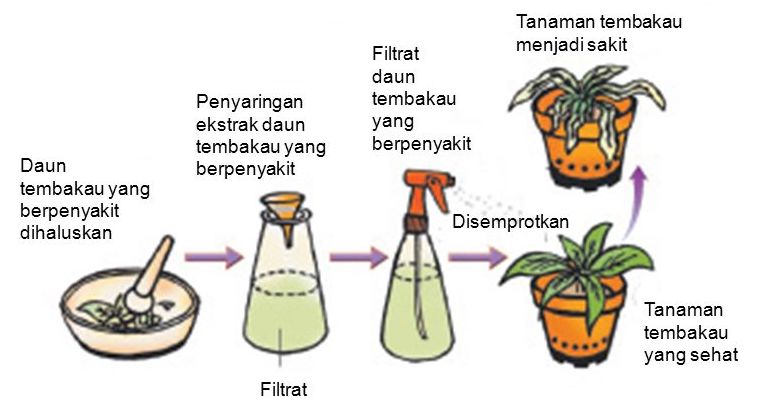 Daun
tembakau yang
berpenyakit
dihaluskan
Penyaringan
ekstrak daun
tembakau yang
berpenyakit
Filtrat
Filtrat
daun
tembakau
yang
berpenyakit
Disemprotkan
Tanaman
tembakau
yang sehat
Tanaman tembakau
menjadi sakit